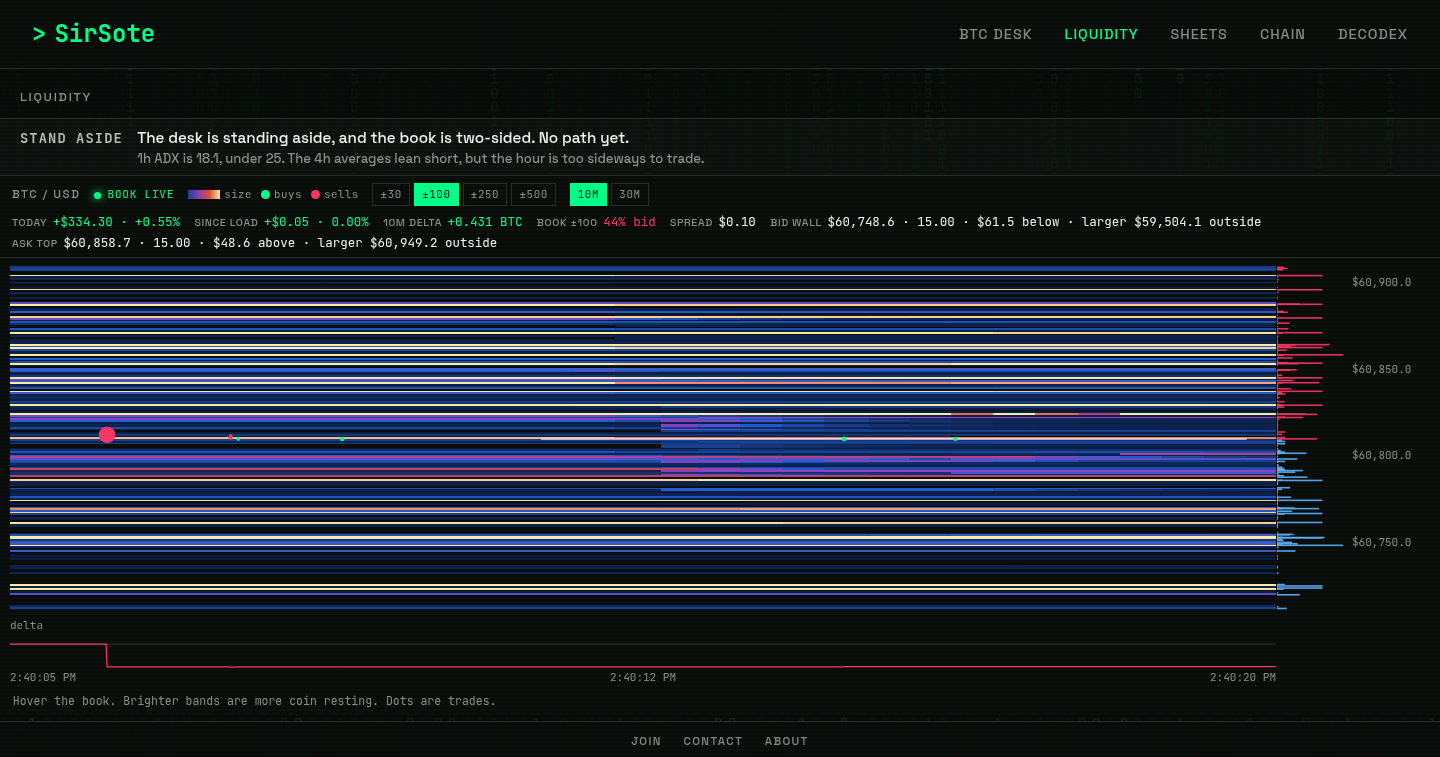 > SirSote
BTC DESK LIQUIDITY SHEETS CHAIN DECODEX
LIQUIDITY
STAND ASIDE The desk is standing aside, and the book is two-sided. No path yet.
1h ADX is 18.1, under 25. The 4h averages lean short, but the hour is too sideways to trade.
BTC / USD BOOK LIVE size buys sells ±30 ±100 ±250 ±500 10M 30M
TODAY +$334.30 · +0.55% SINCE LOAD +$0.05 · 0.00% 10M DELTA +0.431 BTC BOOK ±100 44% bid SPREAD $0.10 BID WALL $60,748.6 · 15.00 · $61.5 below · larger $59,504.1 outside
ASK TOP $60,858.7 · 15.00 · $48.6 above · larger $60,949.2 outside
$60,900.0
$60,850.0
$60,800.0
$60,750.0
delta
2:40:05 PM 2:40:12 PM 2:40:20 PM
Hover the book. Brighter bands are more coin resting. Dots are trades.
JOIN CONTACT ABOUT